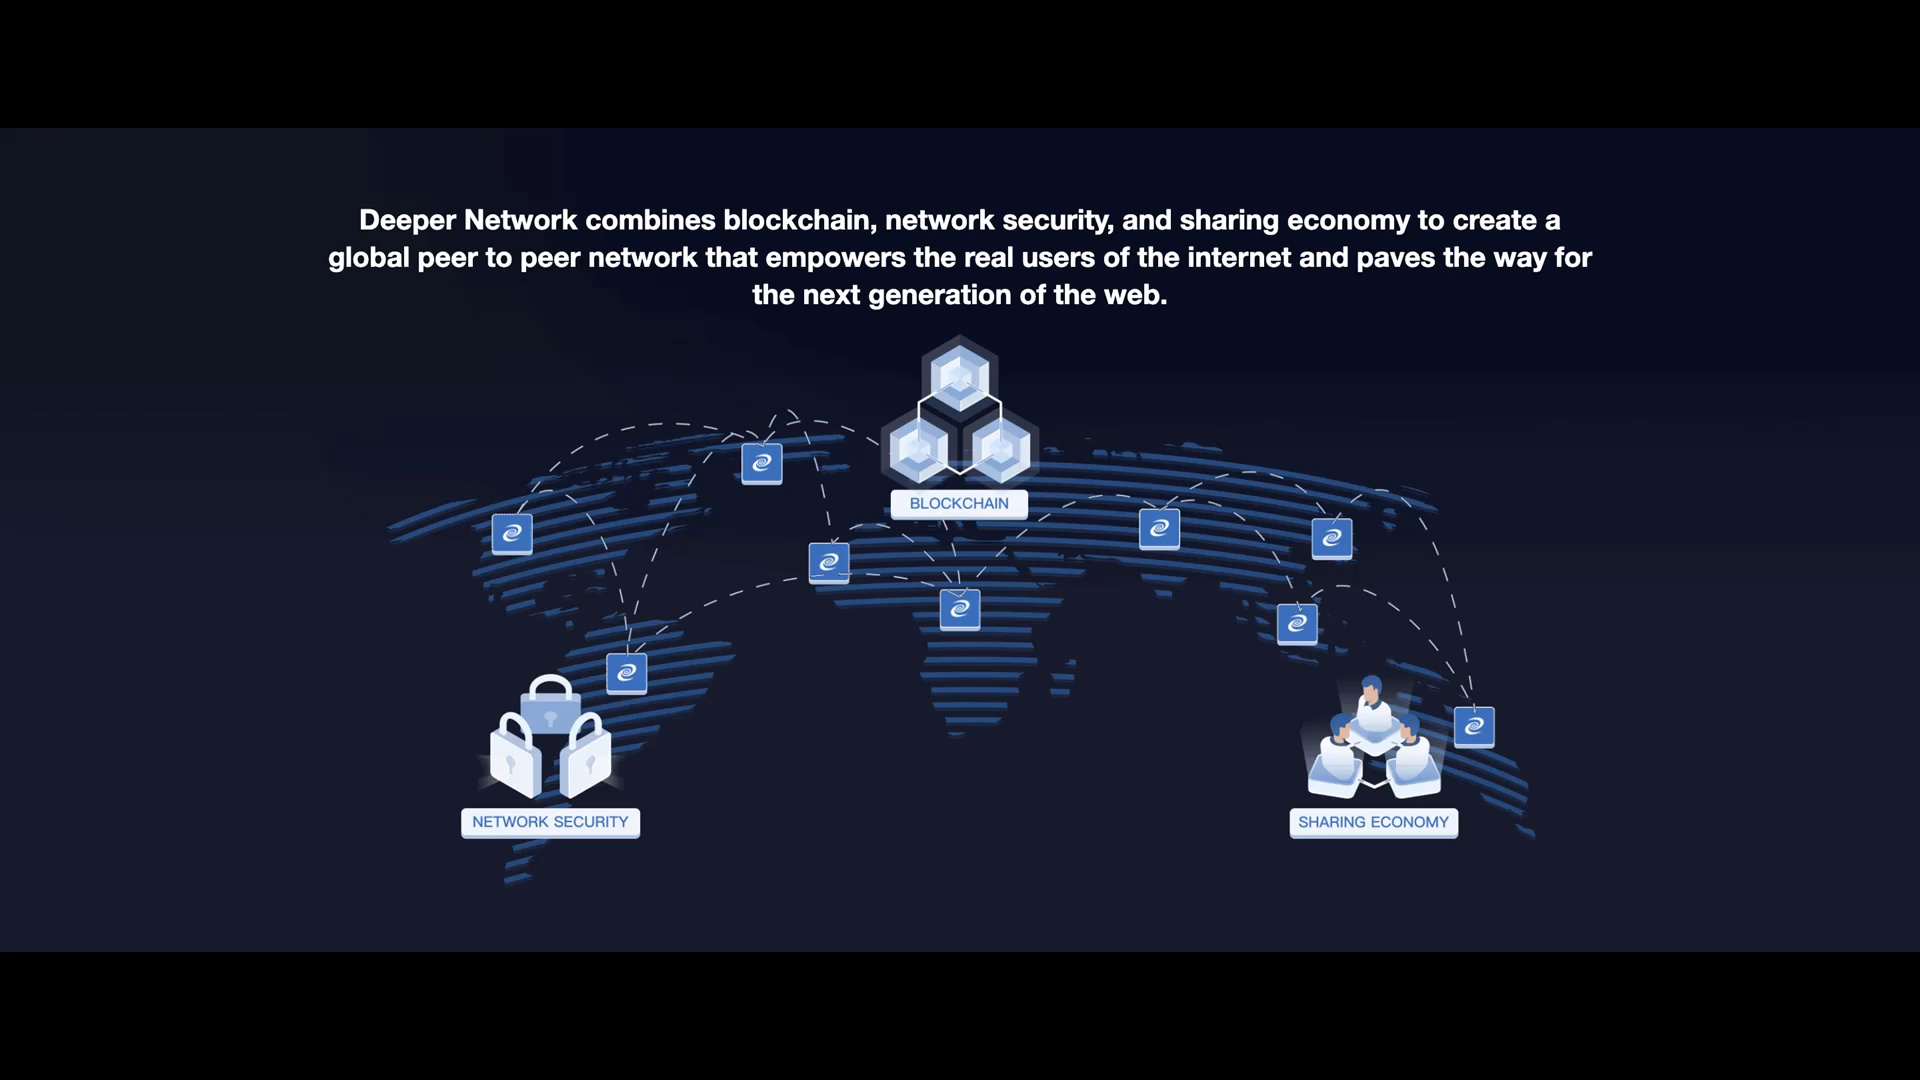 Deeper Network combines blockchain, network security, and sharing economy to create a
global peer to peer network that empowers the real users of the internet and paves the way for
the next generation of the web.
BLOCKCHAIN
NETWORK SECURITY
SHARING ECONOMY